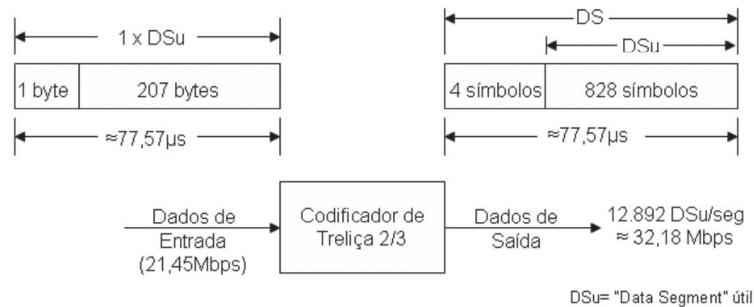 1 x DSu
1 byte
207 bytes
≈77,57μs
DS
DSu
4 símbolos
828 símbolos
≈77,57μs
Dados de
Entrada
(21,45Mbps)
Codificador de
Treliça 2/3
Dados de
Saída
12.892 DSu/seg
≈ 32,18 Mbps
DSu= "Data Segment" útil